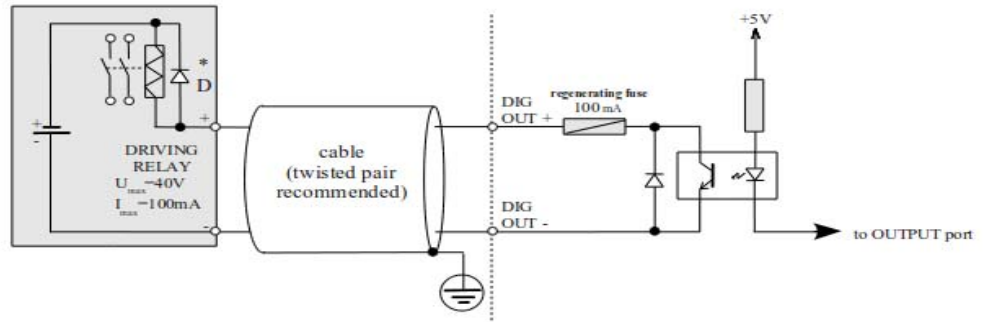 +5V
*
D
+
+
-
DRIVING
RELAY
Umax=40V
Imax=100mA
-
cable
(twisted pair
recommended)
DIG
OUT +
regenerating fuse
100 mA
DIG
OUT -
to OUTPUT port